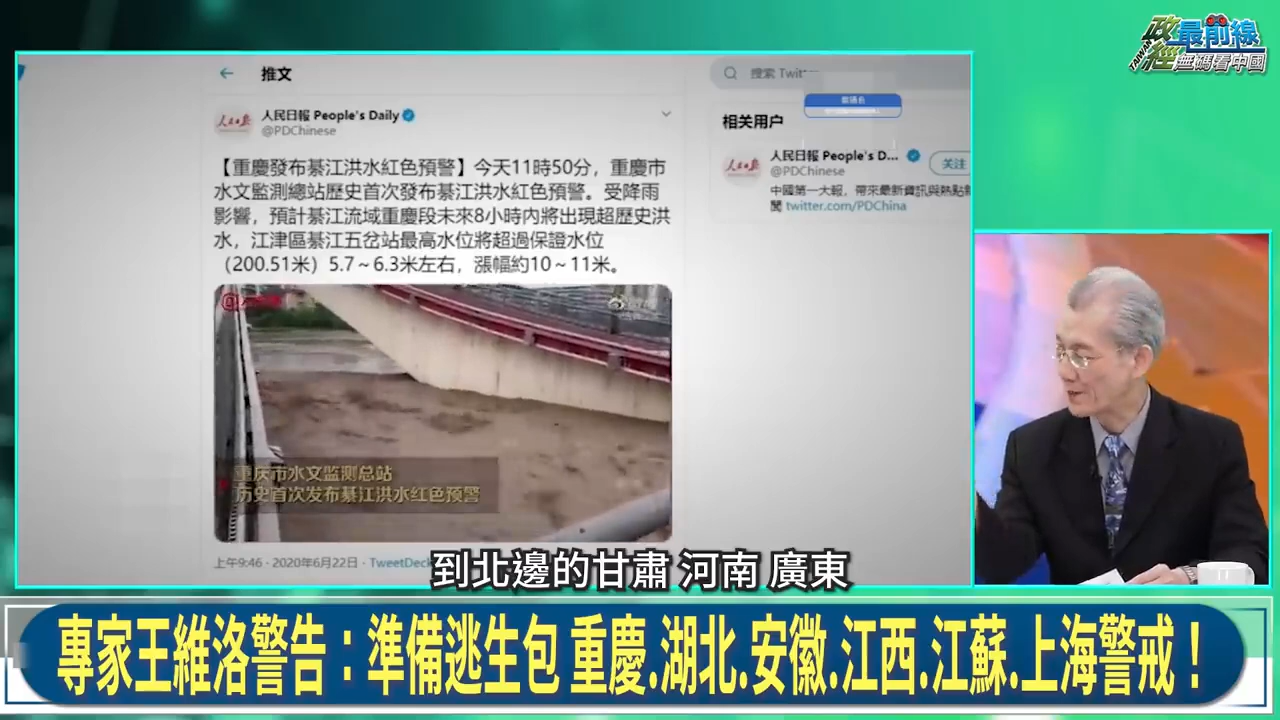 政經最前線
TAIWAN
無碼看中國
推文
搜索 Twitter
人民日報 People's Daily
@PDChinese
相关用户
人民日報 People's D...
@PDChinese
关注
中國第一大報，帶來最新資訊與熱點新
聞 twitter.com/PDChina
【重慶發布綦江洪水紅色預警】今天11時50分，重慶市
水文監測總站歷史首次發布綦江洪水紅色預警。受降雨
影響，預計綦江流域重慶段未來8小時內將出現超歷史洪
水，江津區綦江五岔站最高水位將超過保證水位
（200.51米）5.7～6.3米左右，漲幅約10～11米。
重庆市水文监测总站
历史首次发布綦江洪水红色预警
上午9:46 · 2020年6月22日 · TweetDeck
到北邊的甘肅 河南 廣東
專家王維洛警告：準備逃生包 重慶.湖北.安徽.江西.江蘇.上海警戒！